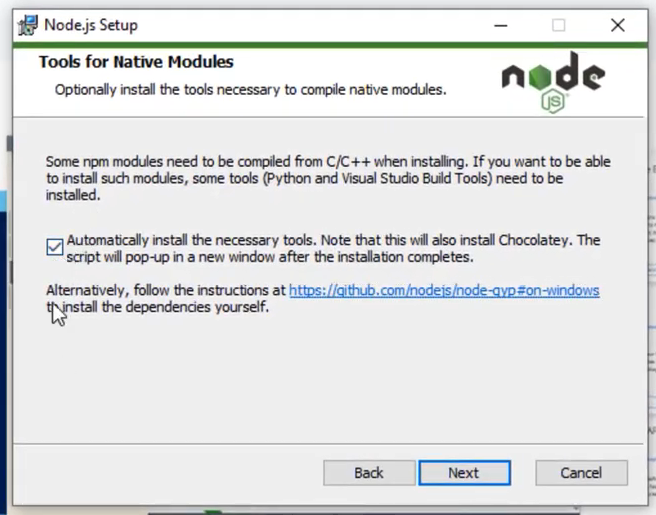 Node.js Setup
Tools for Native Modules
Optionally install the tools necessary to compile native modules.
node
JS
Some npm modules need to be compiled from C/C++ when installing. If you want to be able
to install such modules, some tools (Python and Visual Studio Build Tools) need to be
installed.
Automatically install the necessary tools. Note that this will also install Chocolatey. The
script will pop-up in a new window after the installation completes.
Alternatively, follow the instructions at https://github.com/nodejs/node-gyp#on-windows
to install the dependencies yourself.
Back
Next
Cancel